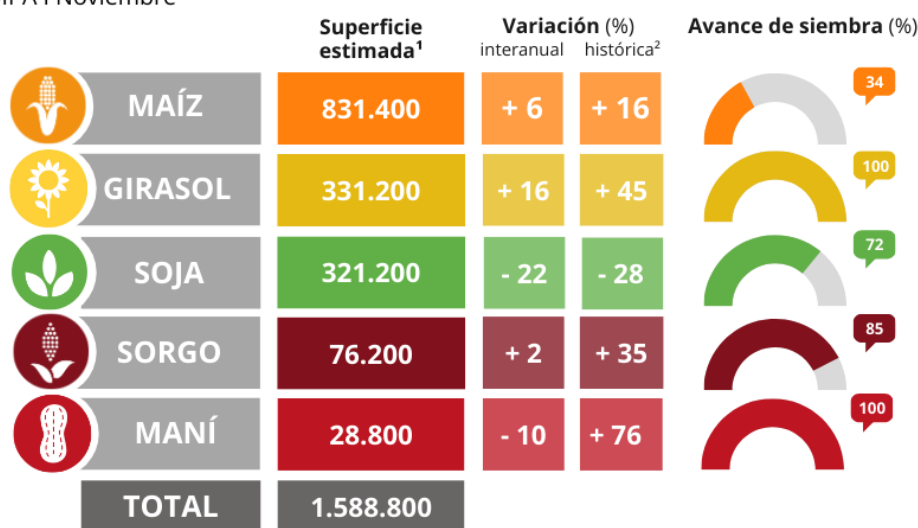 Noviembre
Superficie estimada¹
Variación (%)
interanual histórica²
Avance de siembra (%)
MAÍZ 831.400 + 6 + 16 34
GIRASOL 331.200 + 16 + 45 100
SOJA 321.200 - 22 - 28 72
SORGO 76.200 + 2 + 35 85
MANÍ 28.800 - 10 + 76 100
TOTAL 1.588.800